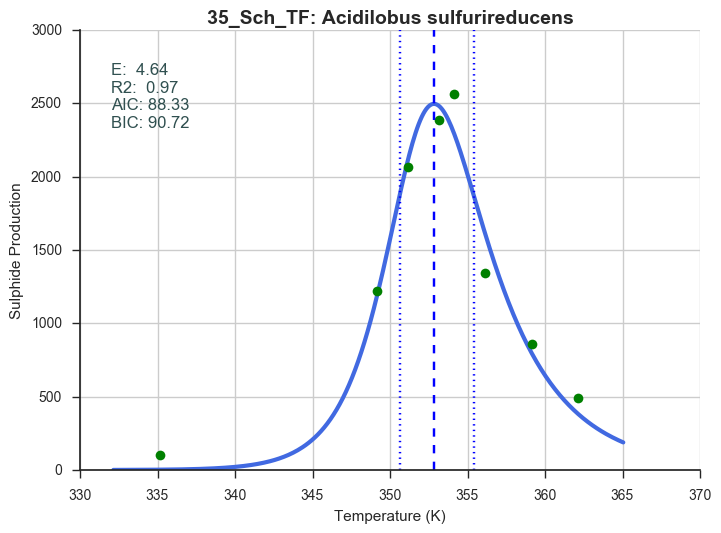 35_Sch_TF: Acidilobus sulfurireducens
3000
E:  4.64
R2:  0.97
AIC: 88.33
BIC: 90.72
2500
2000
1500
1000
500
0
Sulphide Production
330 335 340 345 350 355 360 365 370
Temperature (K)